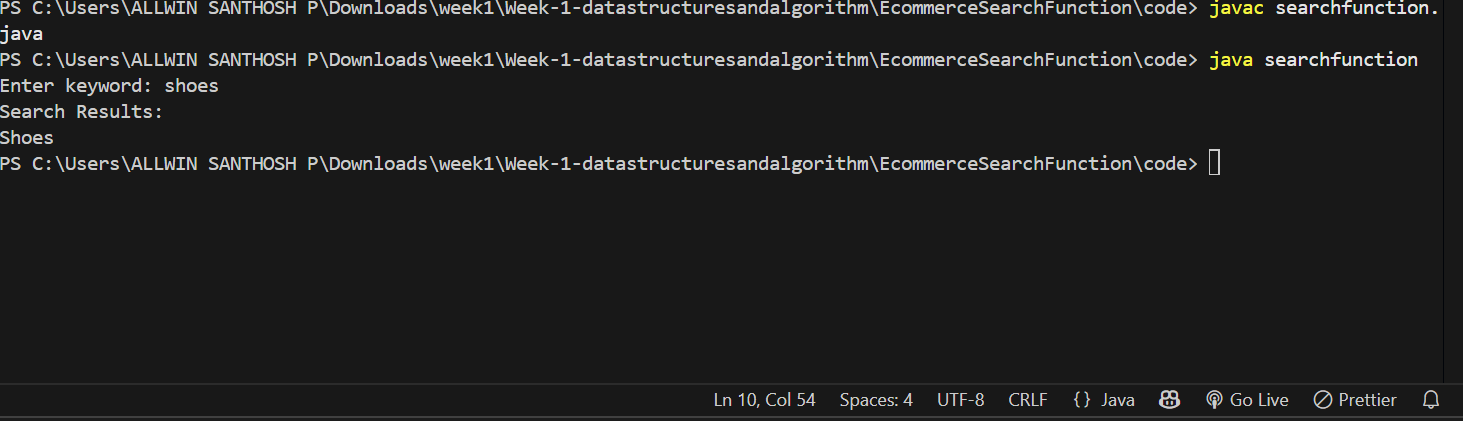 PS C:\Users\ALLWIN SANTHOSH P\Downloads\week1\Week-1-datastructuresandalgorithm\EcommerceSearchFunction\code> javac searchfunction.
java
PS C:\Users\ALLWIN SANTHOSH P\Downloads\week1\Week-1-datastructuresandalgorithm\EcommerceSearchFunction\code> java searchfunction
Enter keyword: shoes
Search Results:
Shoes
PS C:\Users\ALLWIN SANTHOSH P\Downloads\week1\Week-1-datastructuresandalgorithm\EcommerceSearchFunction\code>
Ln 10, Col 54 Spaces: 4 UTF-8 CRLF {} Java Go Live Prettier